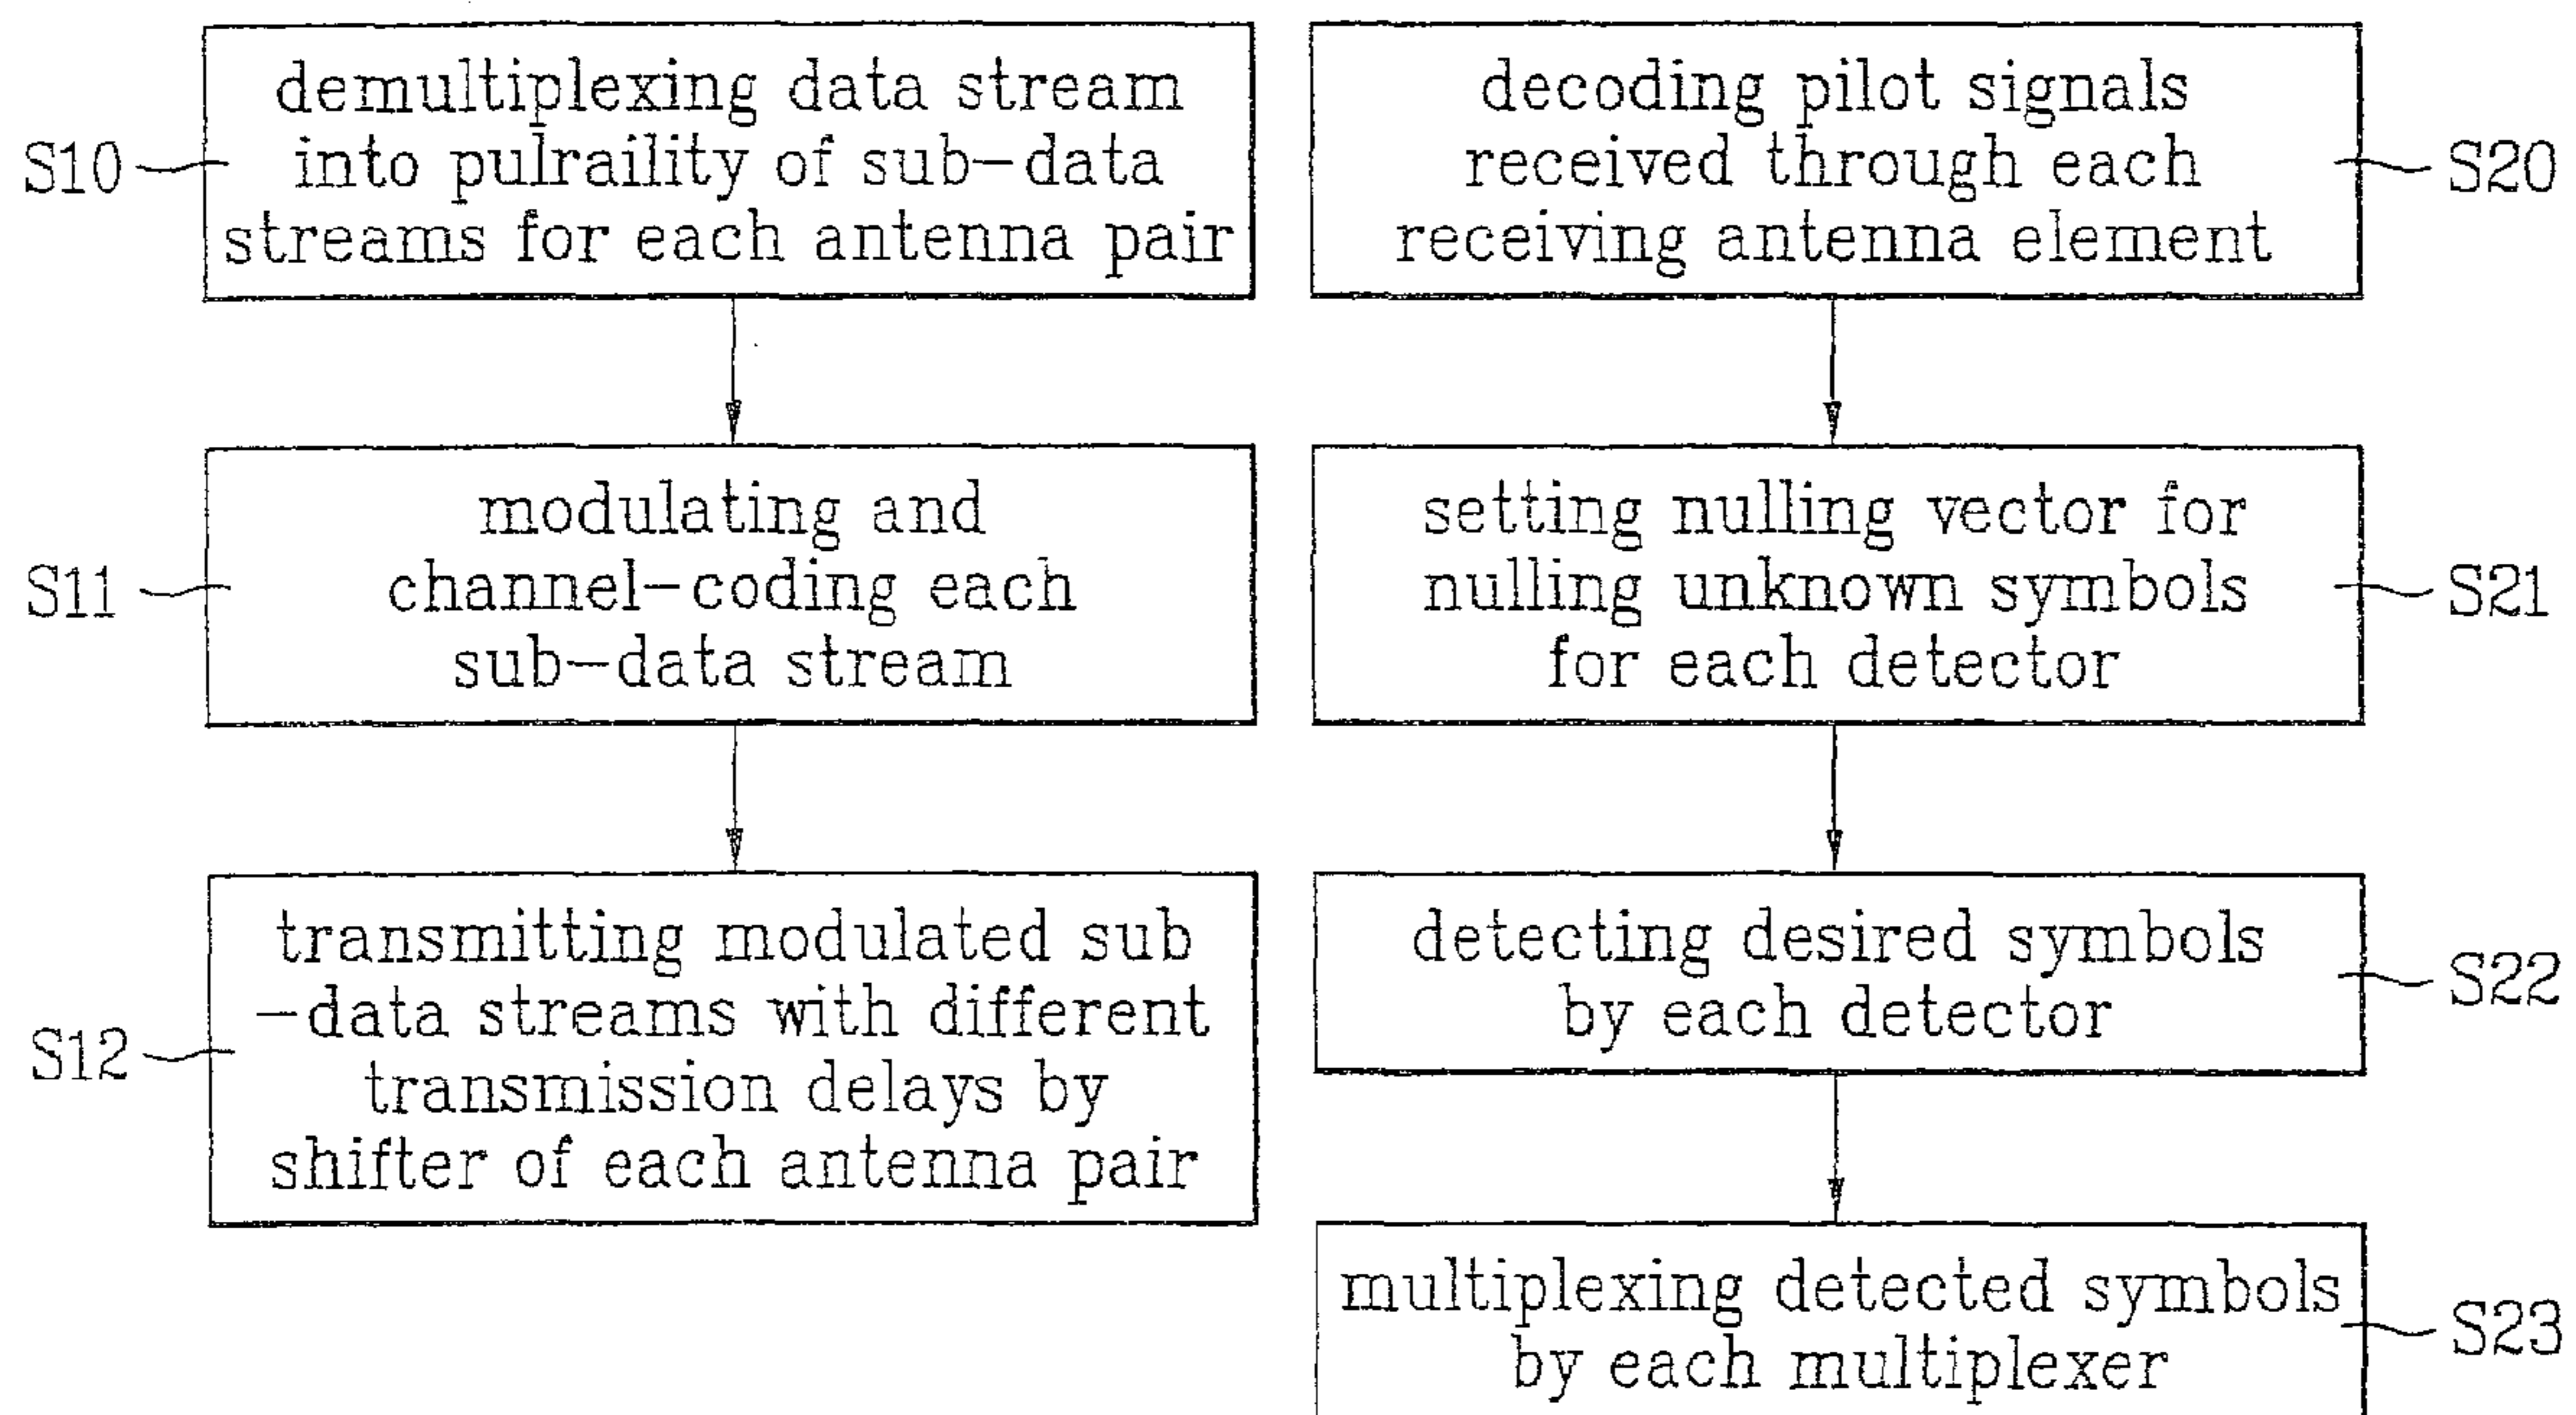 S10
demultiplexing data stream
into pulraility of sub-data
streams for each antenna pair
S11
modulating and
channel-coding each
sub-data stream
S12
transmitting modulated sub
-data streams with different
transmission delays by
shifter of each antenna pair
decoding pilot signals
received through each
receiving antenna element
S20
setting nulling vector for
nulling unknown symbols
for each detector
S21
detecting desired symbols
by each detector
S22
multiplexing detected symbols
by each multiplexer
S23